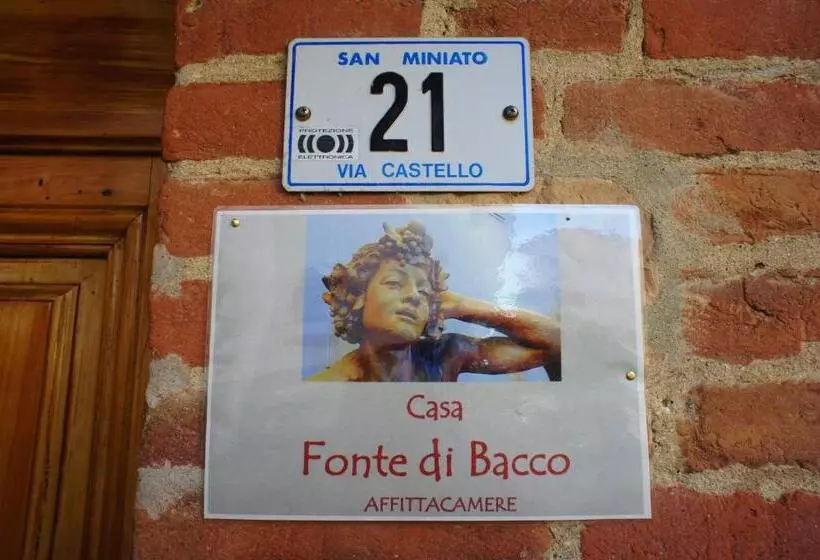 SAN MINIATO
21
PROTEZIONE
ELETTRONICA
VIA CASTELLO
Casa
Fonte di Bacco
AFFITTACAMERE